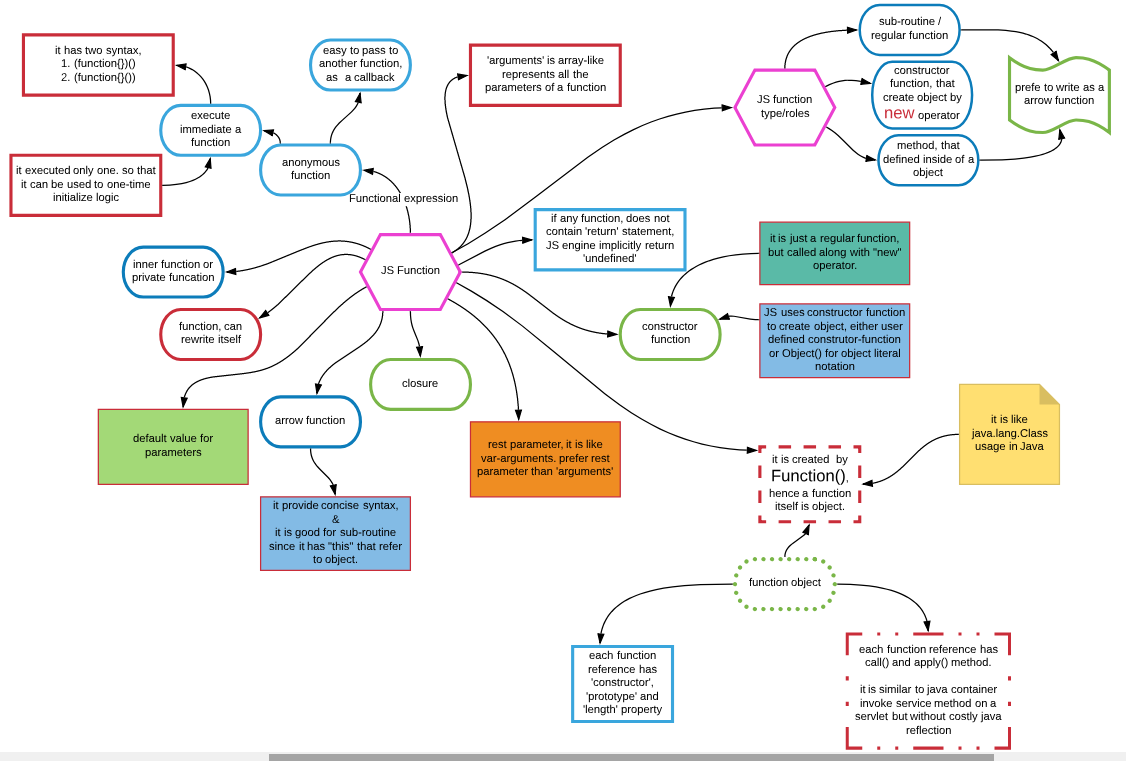 it has two syntax,
1. (function{})()
2. (function{}())
easy to pass to
another function,
as a callback
'arguments' is array-like
represents all the
parameters of a function
sub-routine /
regular function
JS function
type/roles
constructor
function, that
create object by
new operator
prefe to write as a
arrow function
execute
immediate a
function
method, that
defined inside of a
object
it executed only one. so that
it can be used to one-time
initialize logic
anonymous
function
Functional expression
if any function, does not
contain 'return' statement,
JS engine implicitly return
'undefined'
it is just a regular function,
but called along with "new"
operator.
inner function or
private funcation
JS Function
function, can
rewrite itself
constructor
function
JS uses constructor function
to create object, either user
defined construtor-function
or Object() for object literal
notation
closure
default value for
parameters
arrow function
rest parameter, it is like
var-arguments. prefer rest
parameter than 'arguments'
it is like
java.lang.Class
usage in Java
it is created by
Function(),
hence a function
itself is object.
it provide concise syntax,
&
it is good for sub-routine
since it has "this" that refer
to object.
function object
each function
reference has
'constructor',
'prototype' and
'length' property
each function reference has
call() and apply() method.
it is similar to java container
invoke service method on a
servlet but without costly java
reflection